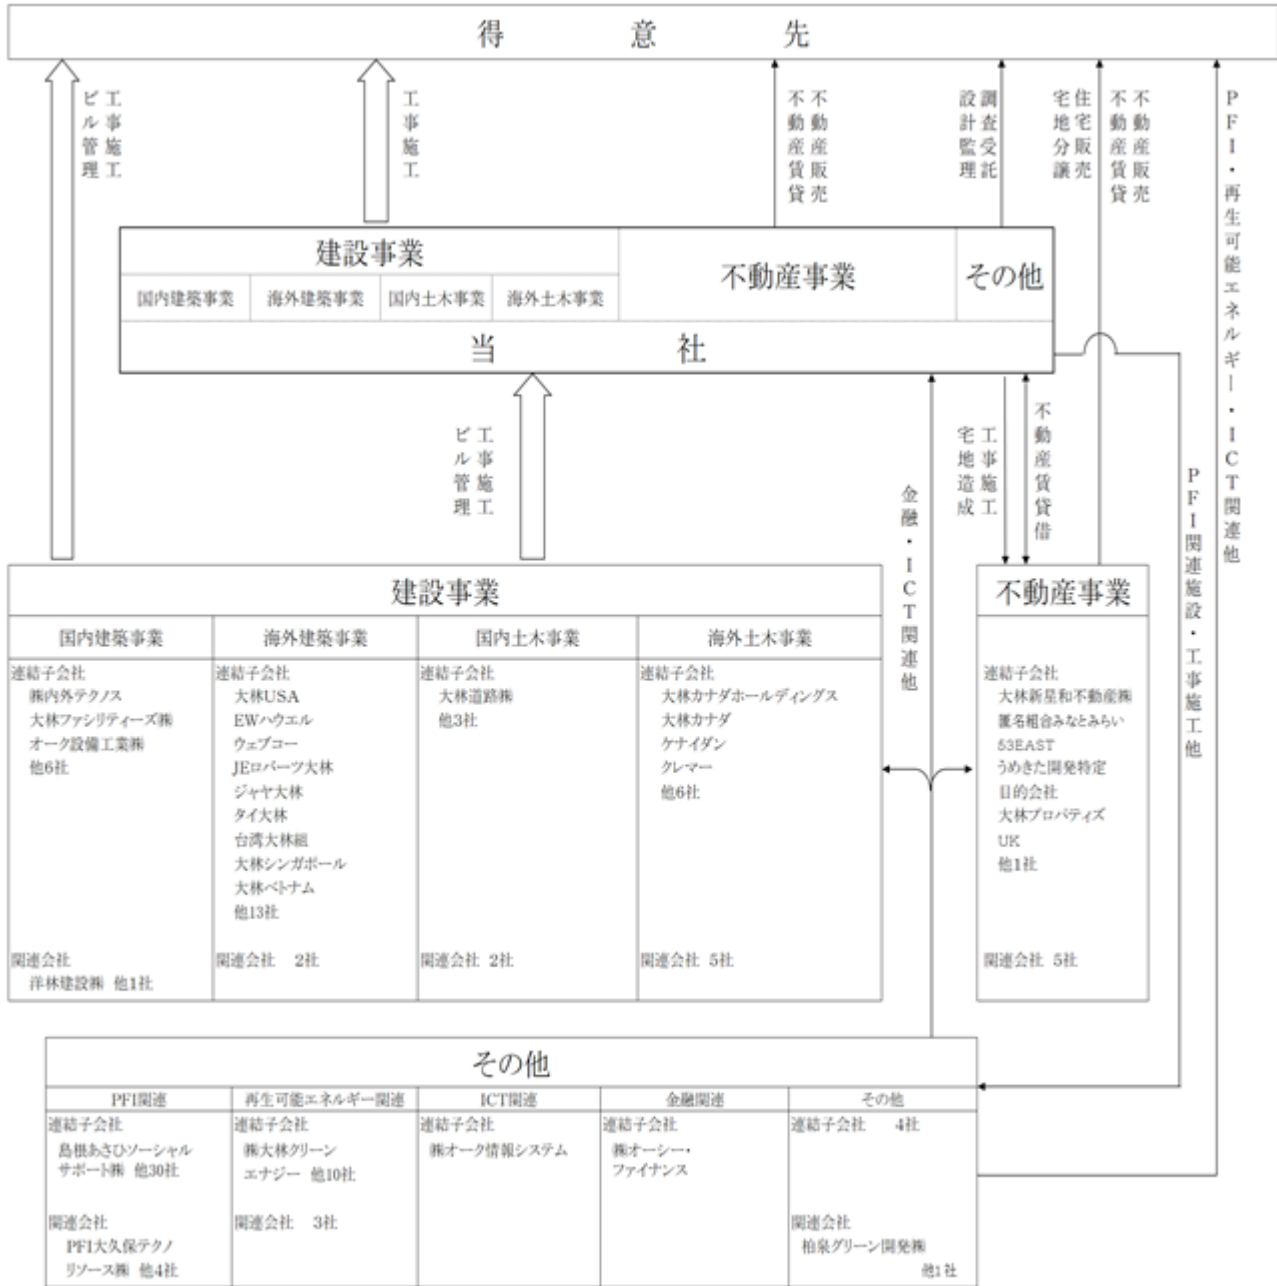 得意先
工事施工
ビル管理
工事施工
不動産販売
不動産賃貸
調査受託
設計監理
不動産販売
不動産賃貸
住宅販売
宅地分譲
PFI・再生可能エネルギー・ICT関連他
建設事業
国内建築事業
海外建築事業
国内土木事業
海外土木事業
不動産事業
その他
当社
工事施工
ビル管理
金融・ICT関連他
工事施工
宅地造成
不動産賃貸借
PFI関連施設・工事施工他
建設事業
国内建築事業
連結子会社
㈱内外テクノス
大林ファシリティーズ㈱
オーク設備工業㈱
他6社
関連会社
洋林建設㈱ 他1社
海外建築事業
連結子会社
大林USA
EWハウエル
ウェブコー
JEロバーツ大林
ジャヤ大林
タイ大林
台湾大林組
大林シンガポール
大林ベトナム
他13社
関連会社 2社
国内土木事業
連結子会社
大林道路㈱
他3社
関連会社 2社
海外土木事業
連結子会社
大林カナダホールディングス
大林カナダ
ケナイダン
クレマー
他6社
関連会社 5社
不動産事業
連結子会社
大林新星和不動産㈱
匿名組合みなとみらい
53EAST
うめきた開発特定
目的会社
大林プロパティズ
UK
他1社
関連会社 5社
その他
PFI関連
連結子会社
島根あさひソーシャル
サポート㈱ 他30社
関連会社
PFI大久保テクノ
リソース㈱ 他4社
再生可能エネルギー関連
連結子会社
㈱大林クリーン
エナジー 他10社
関連会社 3社
ICT関連
連結子会社
㈱オーク情報システム
金融関連
連結子会社
㈱オーシー・
ファイナンス
その他
連結子会社 4社
関連会社
柏泉グリーン開発㈱
他1社